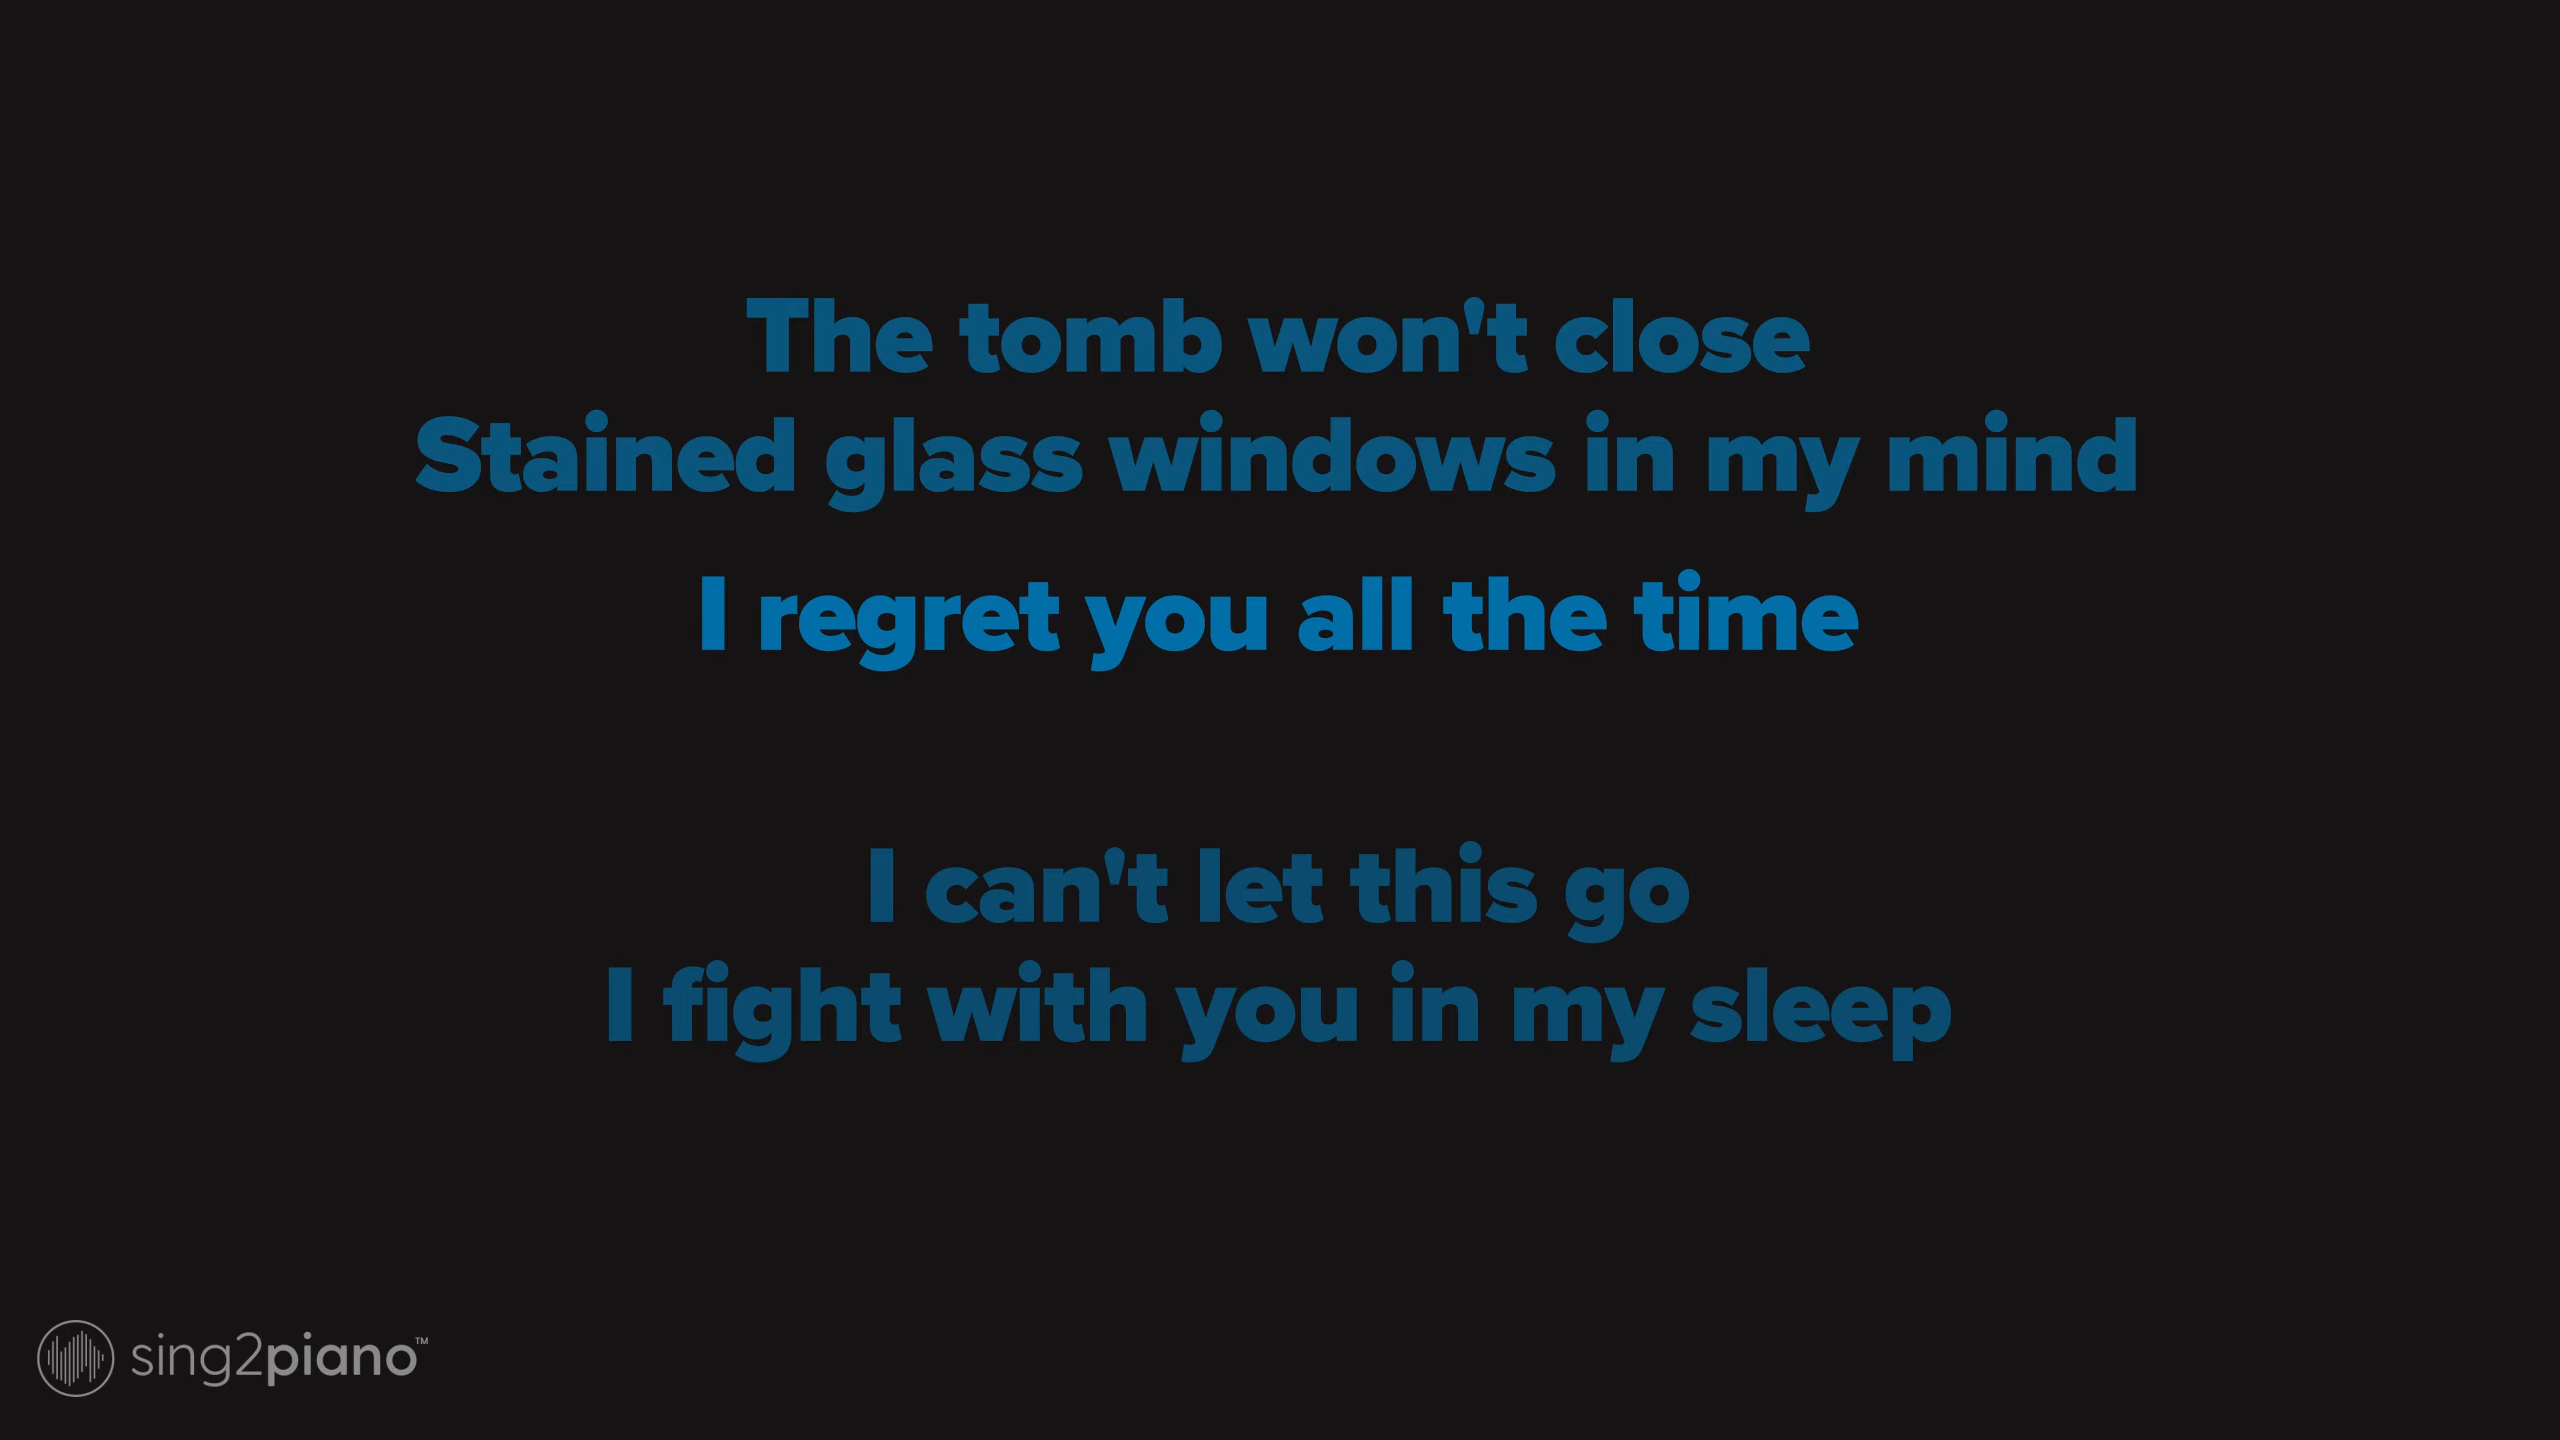 The tomb won't close
Stained glass windows in my mind
I regret you all the time
I can't let this go
I fight with you in my sleep
sing2piano™